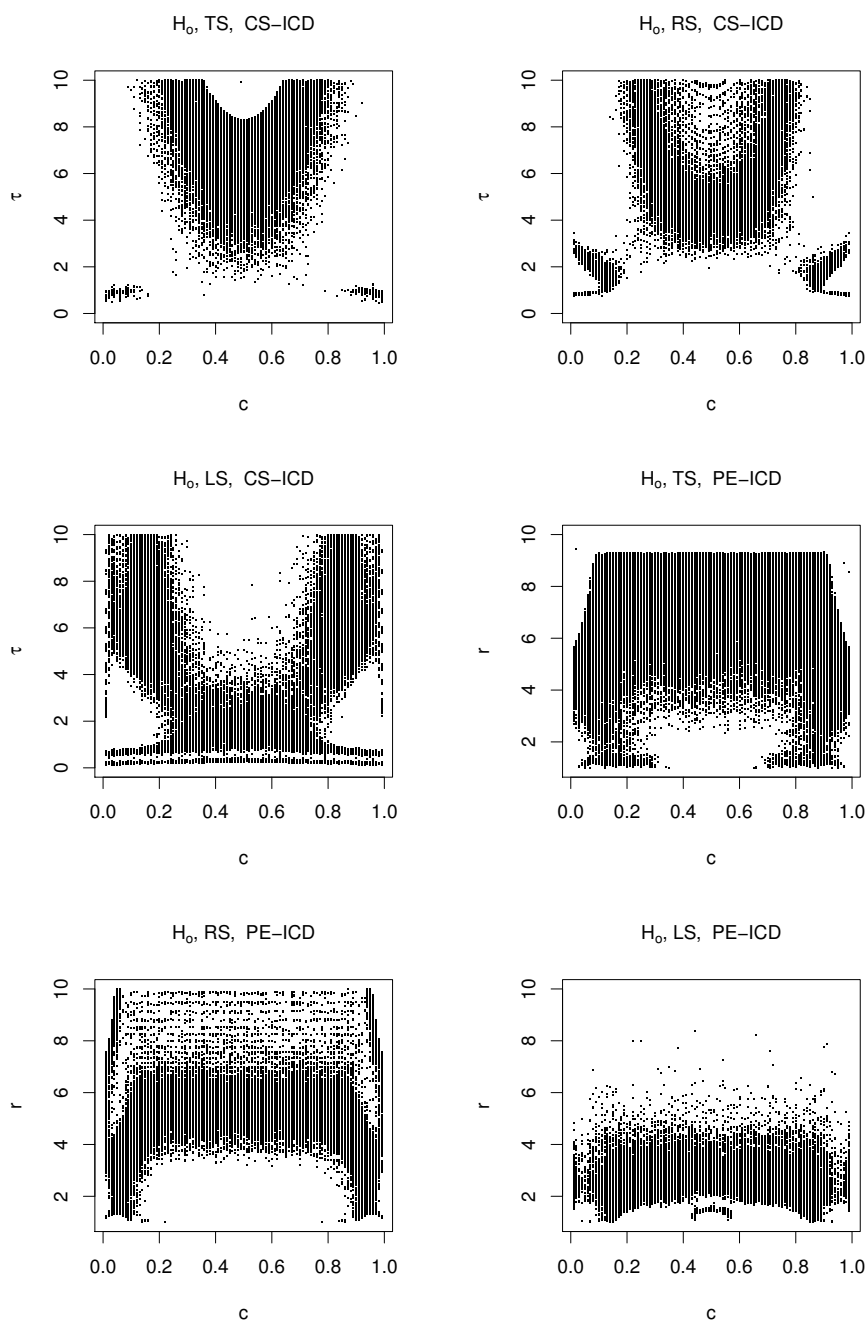 Hₒ, TS, CS−ICD
τ
0 2 4 6 8 10
0.0 0.2 0.4 0.6 0.8 1.0
c
Hₒ, RS, CS−ICD
τ
0 2 4 6 8 10
0.0 0.2 0.4 0.6 0.8 1.0
c
Hₒ, LS, CS−ICD
τ
0 2 4 6 8 10
0.0 0.2 0.4 0.6 0.8 1.0
c
Hₒ, TS, PE−ICD
r
2 4 6 8 10
0.0 0.2 0.4 0.6 0.8 1.0
c
Hₒ, RS, PE−ICD
r
2 4 6 8 10
0.0 0.2 0.4 0.6 0.8 1.0
c
Hₒ, LS, PE−ICD
r
2 4 6 8 10
0.0 0.2 0.4 0.6 0.8 1.0
c